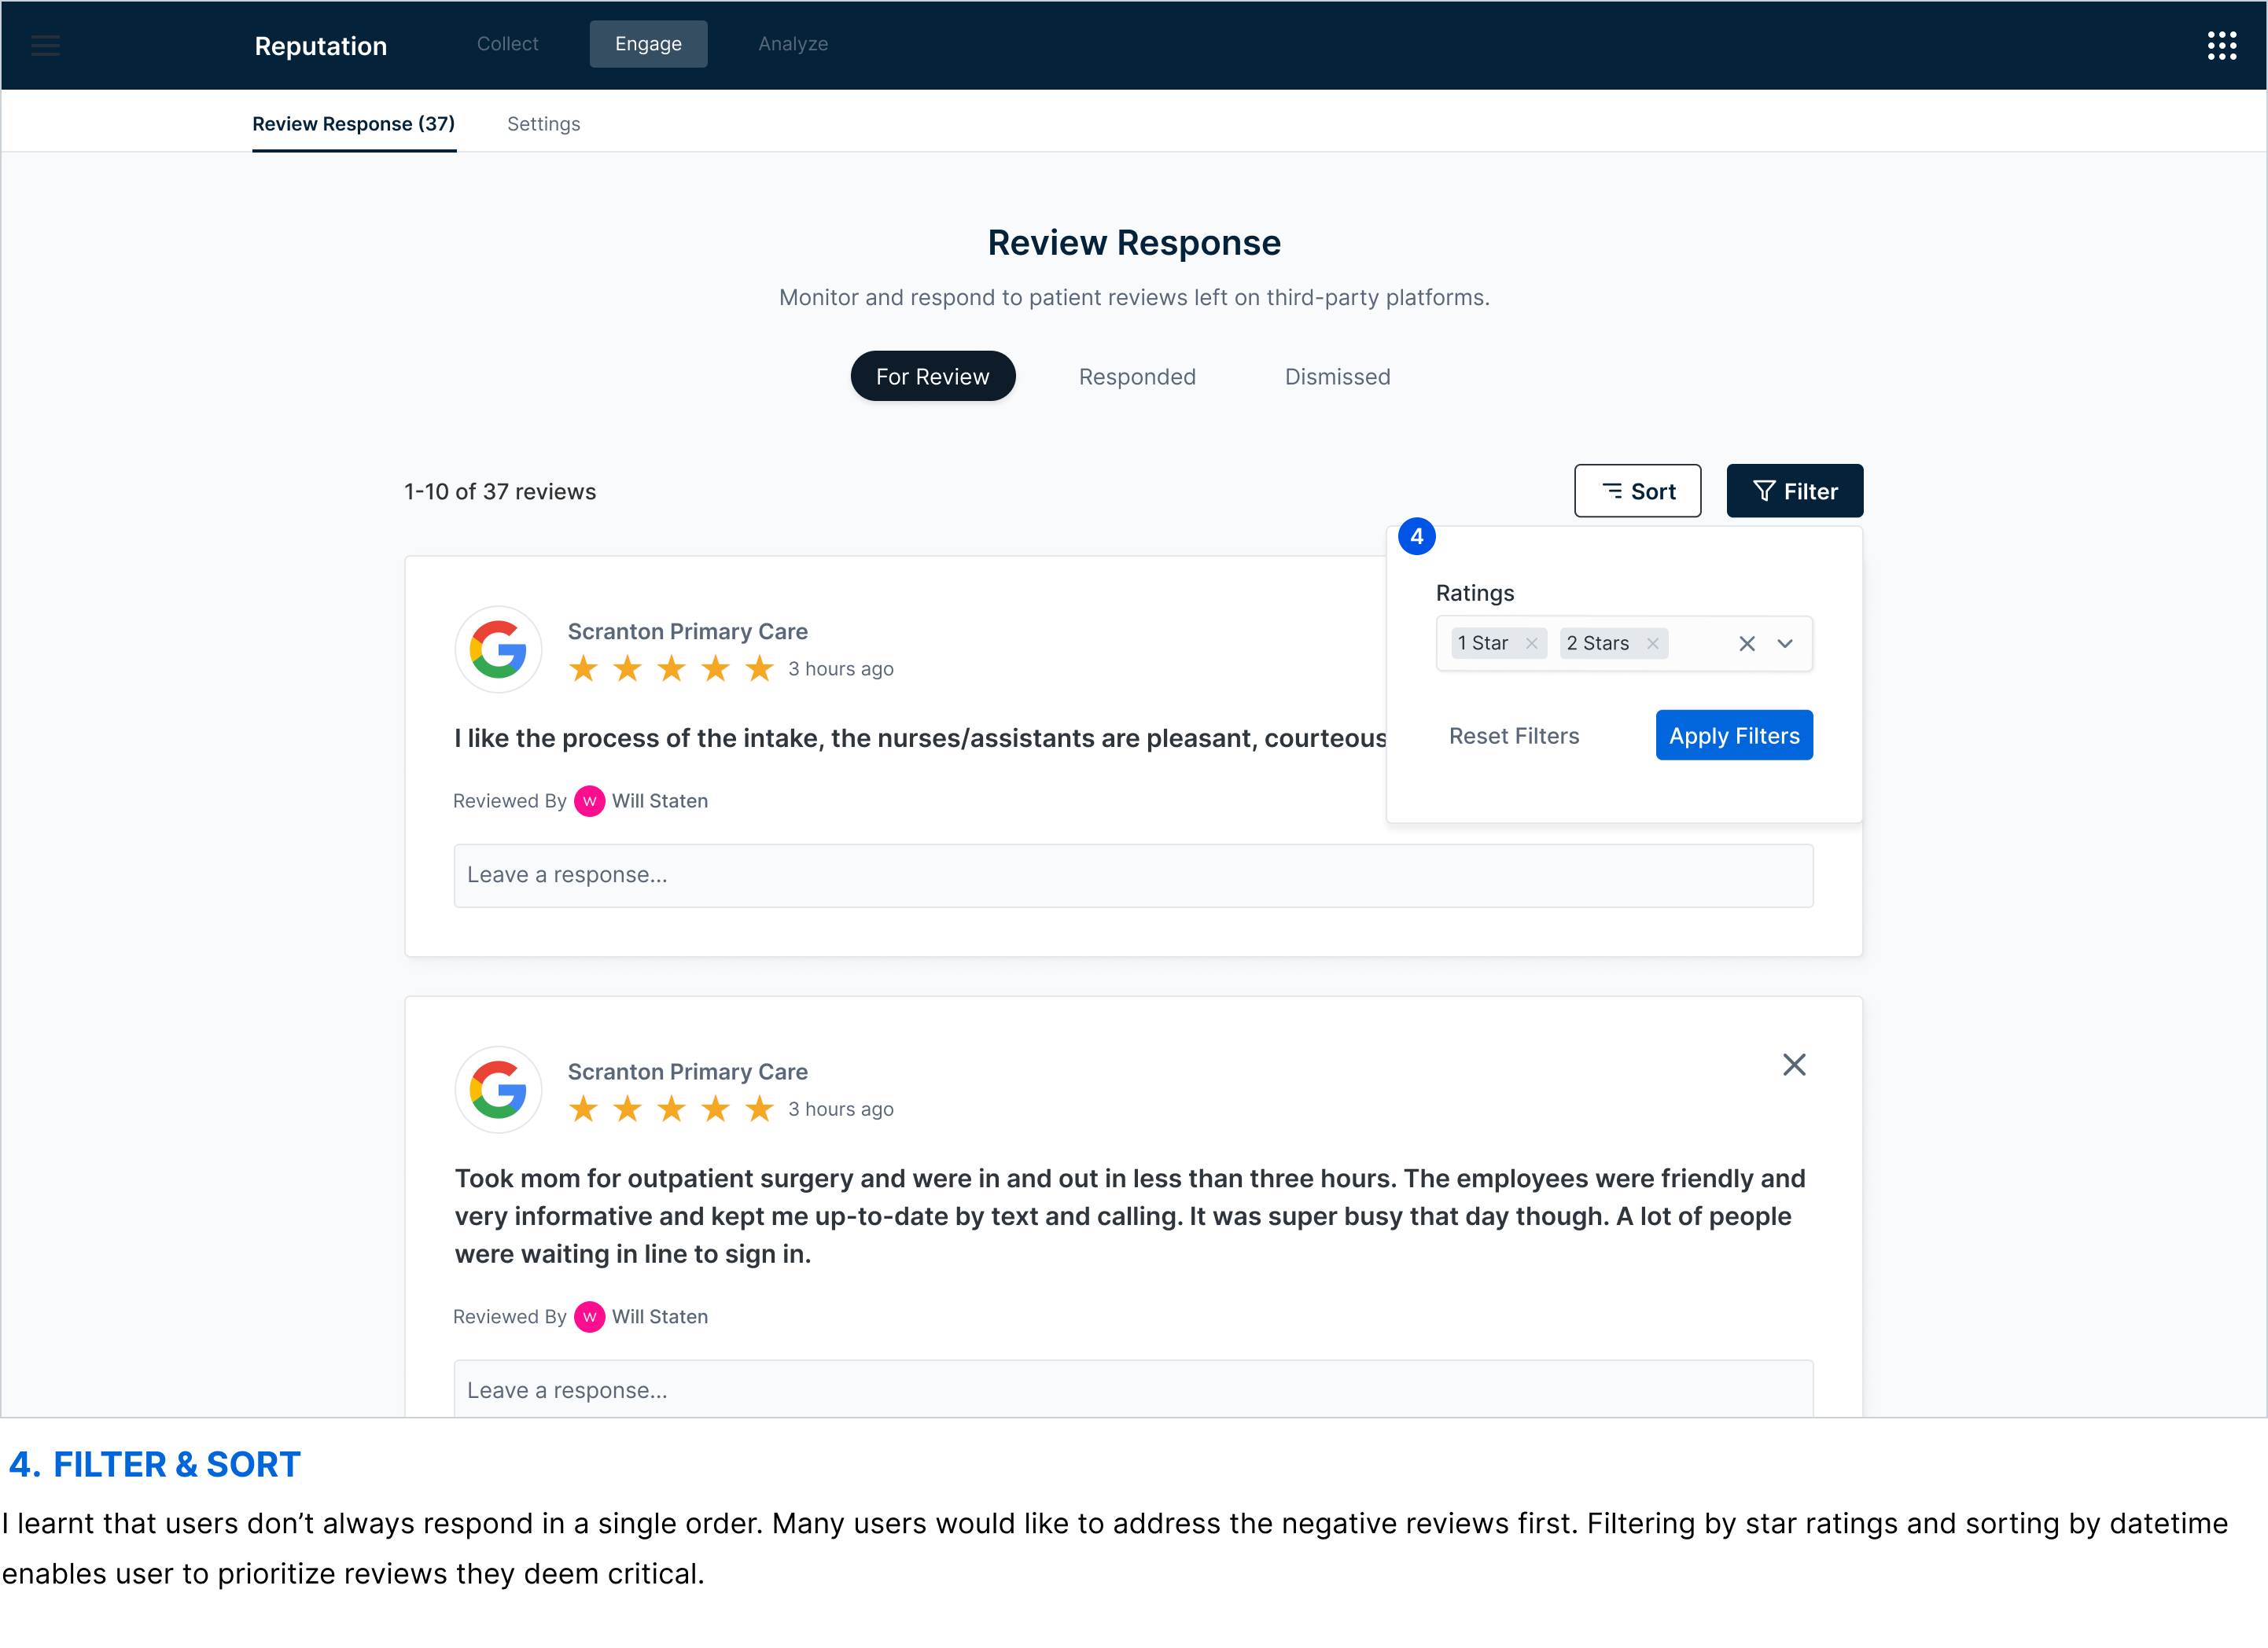 Reputation
Collect
Engage
Analyze
Review Response (37)
Settings
Review Response
Monitor and respond to patient reviews left on third-party platforms.
For Review
Responded
Dismissed
1-10 of 37 reviews
Sort
Filter
4
Ratings
1 Star
2 Stars
Reset Filters
Apply Filters
Scranton Primary Care
3 hours ago
I like the process of the intake, the nurses/assistants are pleasant, courteous
Reviewed By W Will Staten
Leave a response...
Scranton Primary Care
3 hours ago
Took mom for outpatient surgery and were in and out in less than three hours. The employees were friendly and
very informative and kept me up-to-date by text and calling. It was super busy that day though. A lot of people
were waiting in line to sign in.
Reviewed By W Will Staten
Leave a response...
4. FILTER & SORT
I learnt that users don’t always respond in a single order. Many users would like to address the negative reviews first. Filtering by star ratings and sorting by datetime
enables user to prioritize reviews they deem critical.